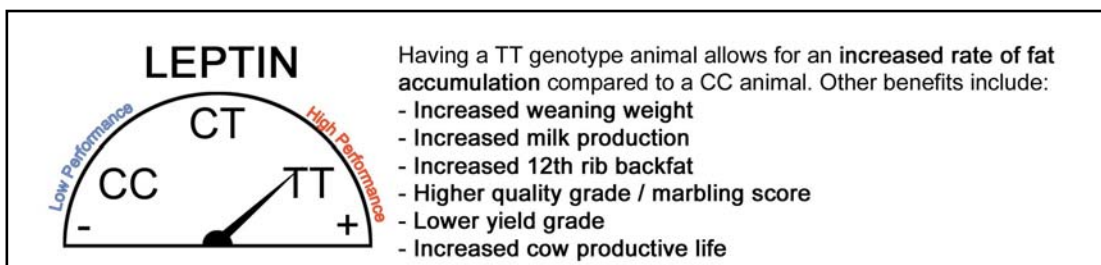 LEPTIN
Low Performance
High Performance
CC
CT
TT
-
+
Having a TT genotype animal allows for an increased rate of fat
accumulation compared to a CC animal. Other benefits include:
- Increased weaning weight
- Increased milk production
- Increased 12th rib backfat
- Higher quality grade / marbling score
- Lower yield grade
- Increased cow productive life